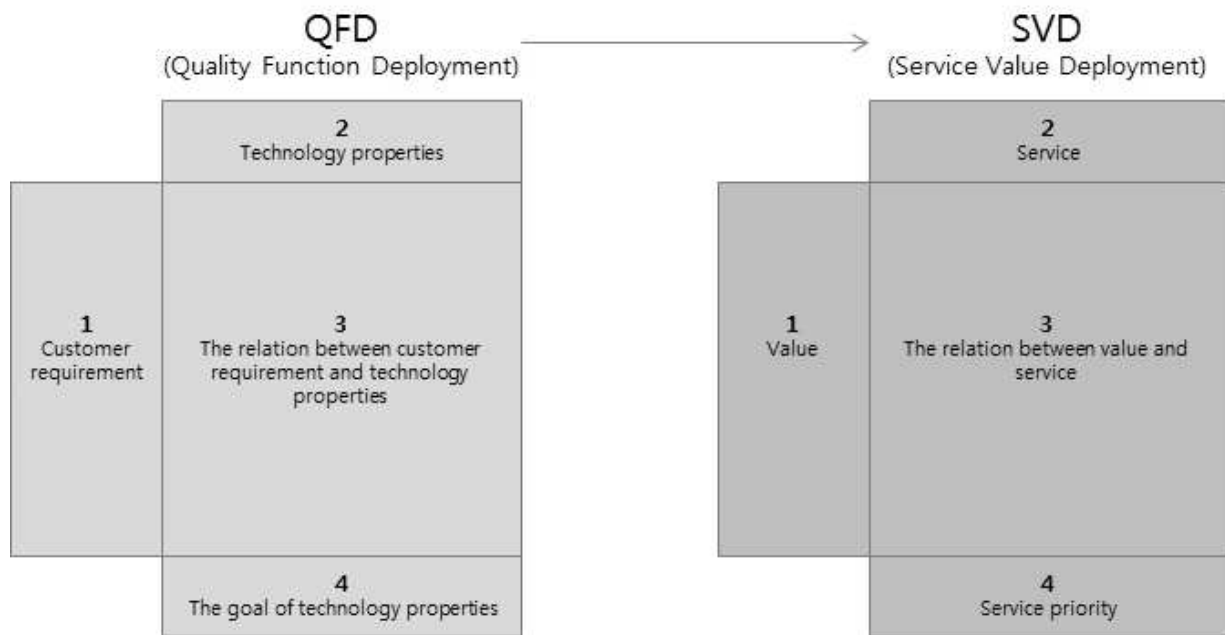 QFD
(Quality Function Deployment)
2
Technology properties
1
Customer
requirement
3
The relation between customer
requirement and technology
properties
4
The goal of technology properties
SVD
(Service Value Deployment)
2
Service
1
Value
3
The relation between value and
service
4
Service priority